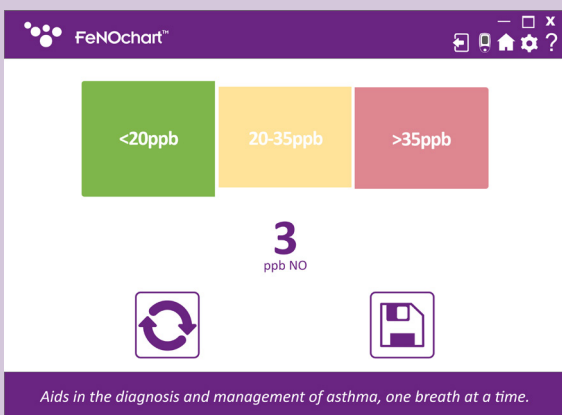 FeNOchart™
<20ppb 20-35ppb >35ppb
3
ppb NO
Aids in the diagnosis and management of asthma, one breath at a time.